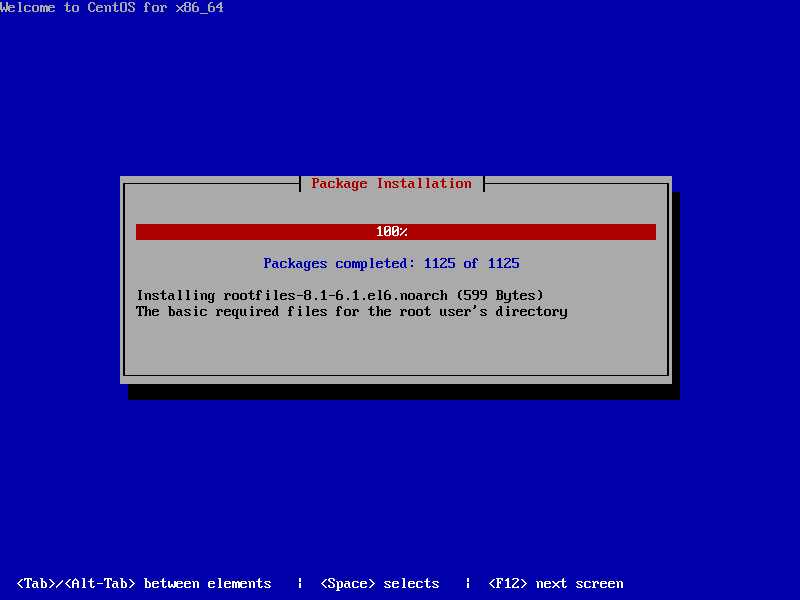 Welcome to CentOS for x86_64
Package Installation
100%
Packages completed: 1125 of 1125
Installing rootfiles-8.1-6.1.el6.noarch (599 Bytes)
The basic required files for the root user's directory
<Tab>/<Alt-Tab> between elements | <Space> selects | <F12> next screen